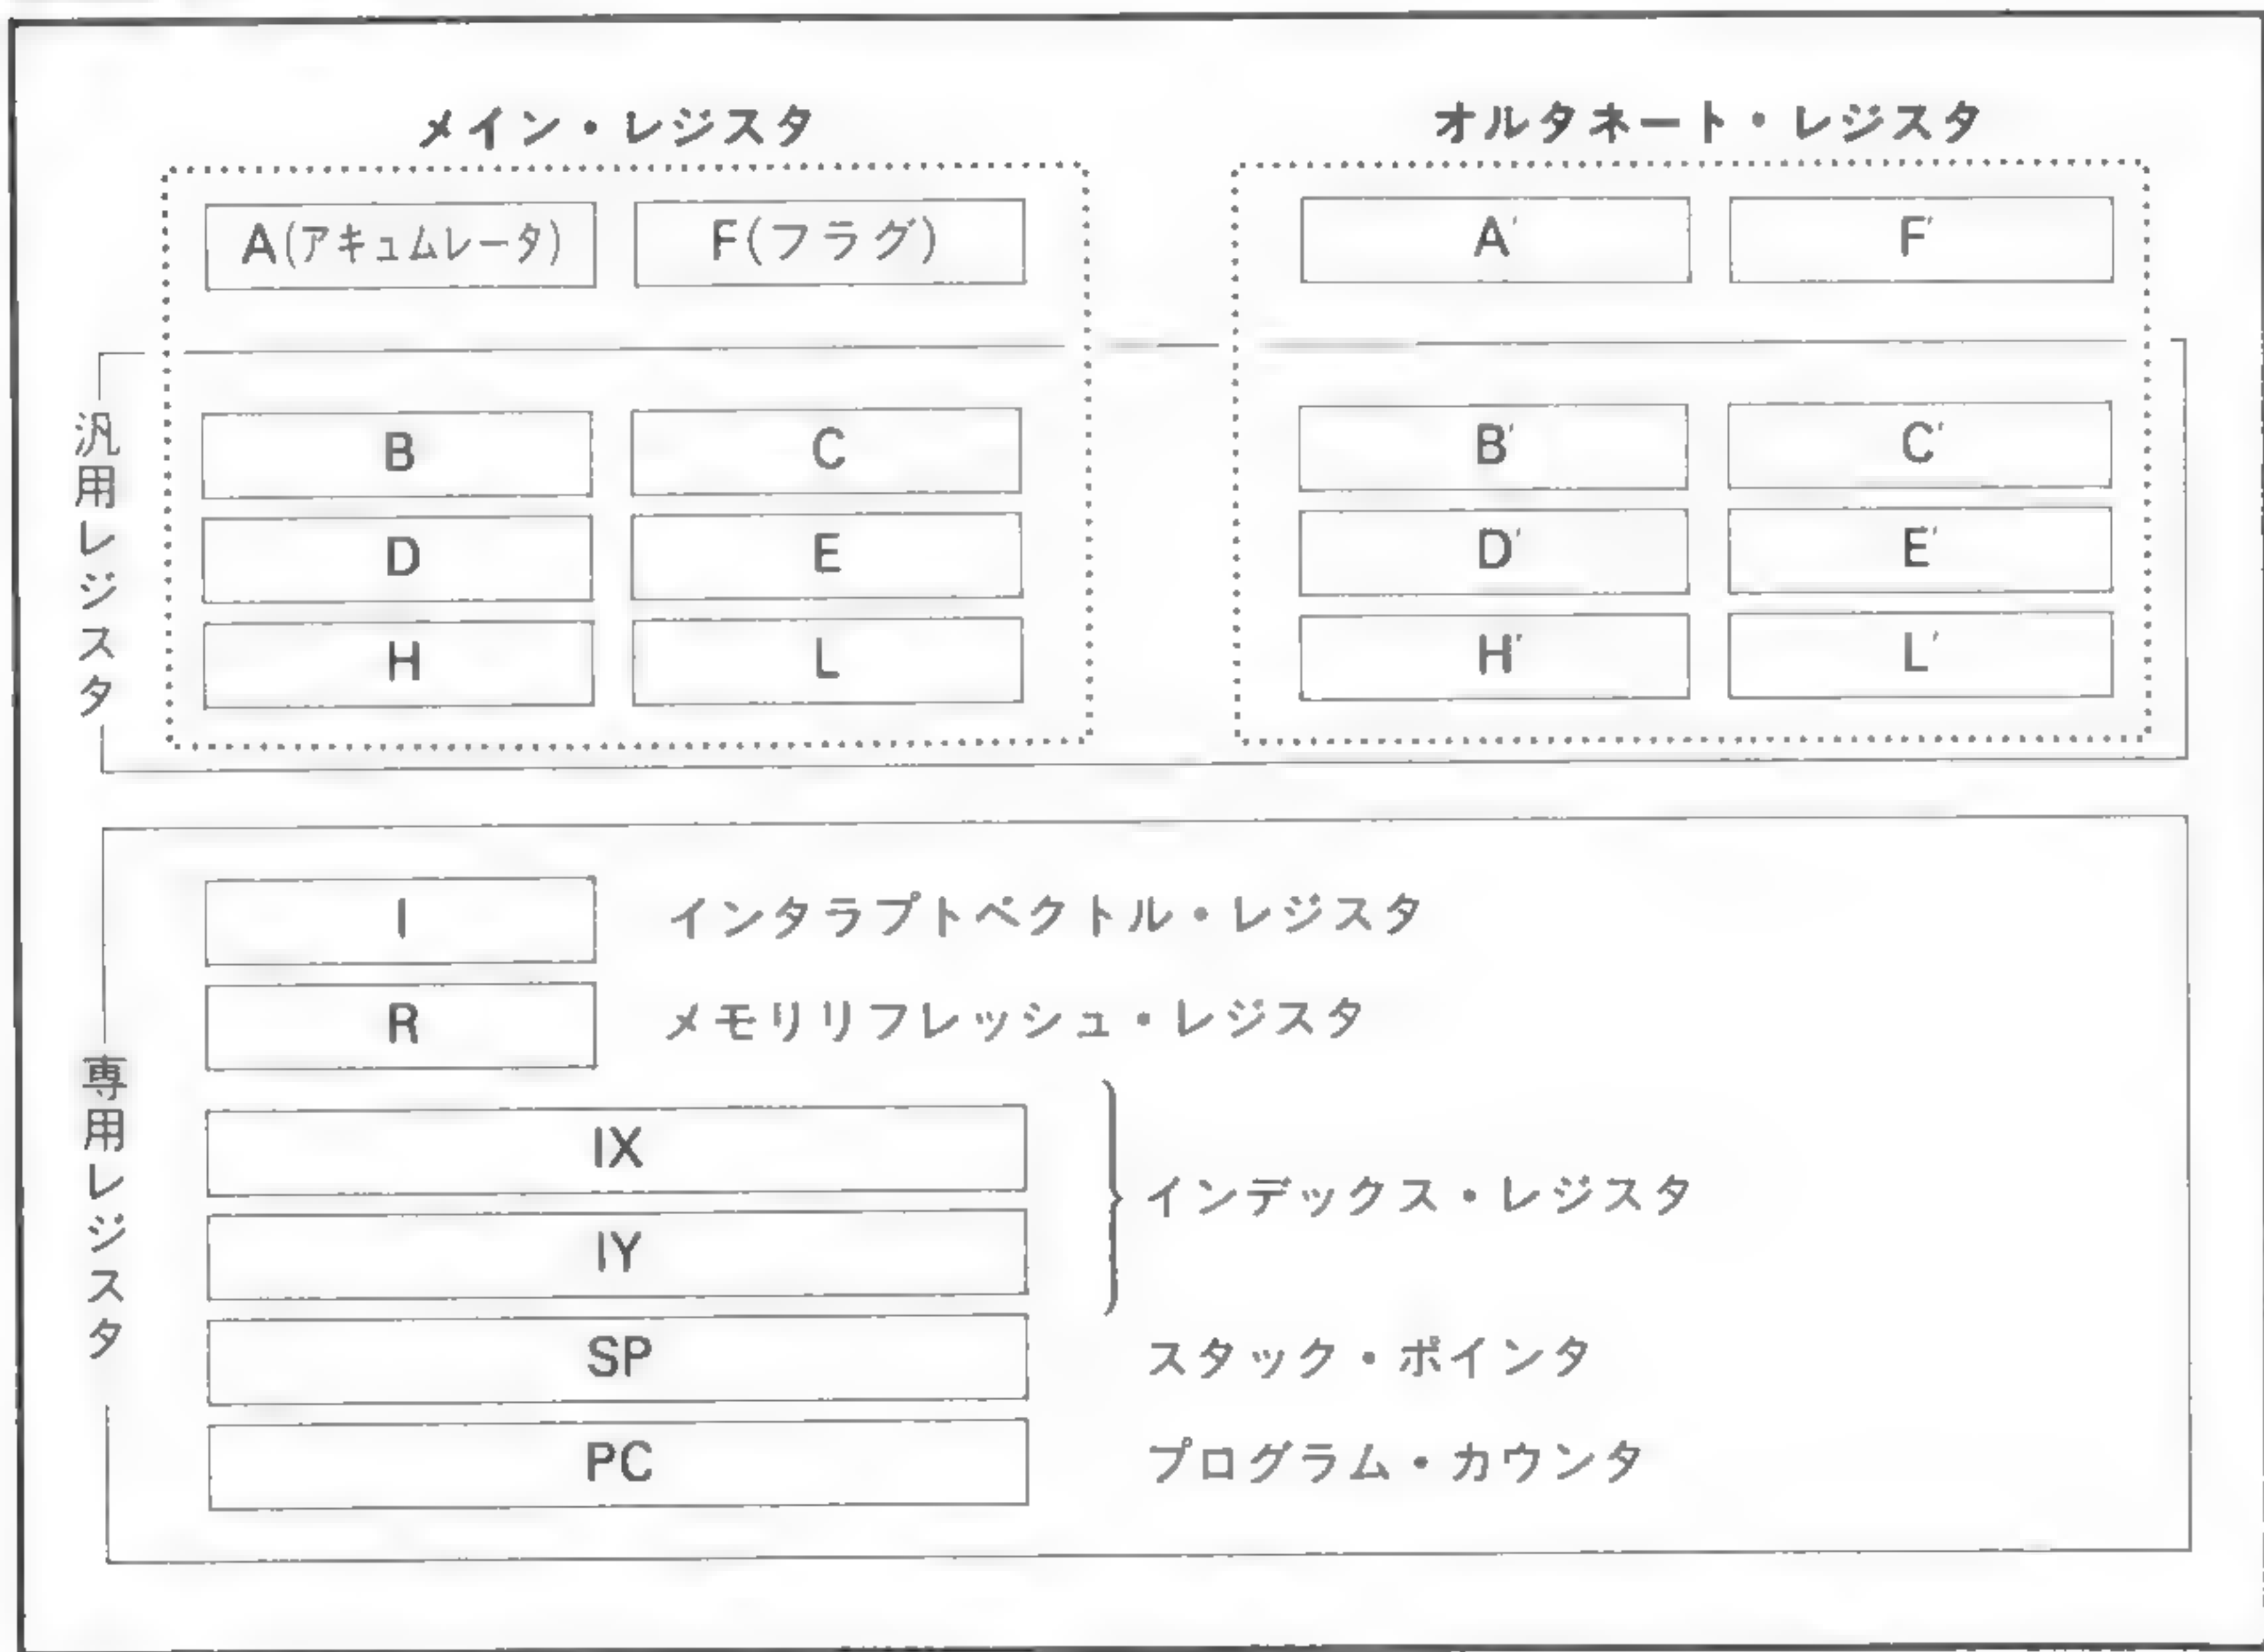 メイン・レジスタ
オルタネート・レジスタ
A(アキュムレータ)
F(フラグ)
A′
F′
汎用レジスタ
B
C
B′
C′
D
E
D′
E′
H
L
H′
L′
専用レジスタ
I
インタラプトベクトル・レジスタ
R
メモリリフレッシュ・レジスタ
IX
IY
インデックス・レジスタ
SP
スタック・ポインタ
PC
プログラム・カウンタ